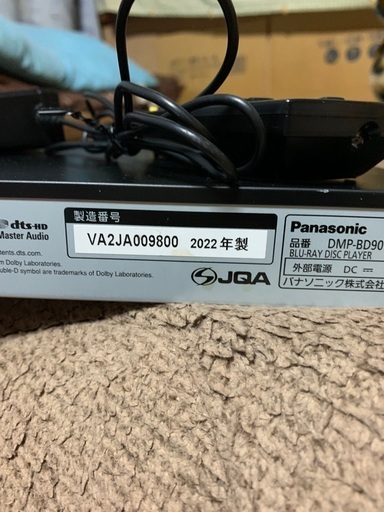 dts-HD
Master Audio
製造番号
VA2JA009800 2022年製
JQA
Panasonic
品番 DMP-BD90
BLU-RAY DISC PLAYER
外部電源 DC
パナソニック株式会社
tents.dts.com.
m Dolby Laboratories.
ouble-D symbol are trademarks of Dolby Laboratories.